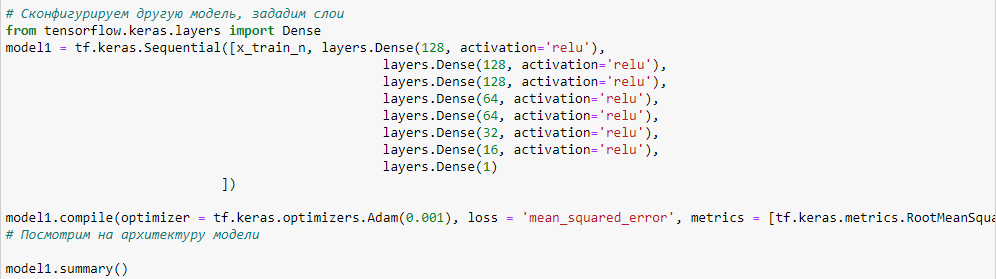 # Сконфигурируем другую модель, зададим слои
from tensorflow.keras.layers import Dense
model1 = tf.keras.Sequential([x_train_n, layers.Dense(128, activation='relu'),
layers.Dense(128, activation='relu'),
layers.Dense(128, activation='relu'),
layers.Dense(64, activation='relu'),
layers.Dense(64, activation='relu'),
layers.Dense(32, activation='relu'),
layers.Dense(16, activation='relu'),
layers.Dense(1)
])
model1.compile(optimizer = tf.keras.optimizers.Adam(0.001), loss = 'mean_squared_error', metrics = [tf.keras.metrics.RootMeanSqua
# Посмотрим на архитектуру модели
model1.summary()